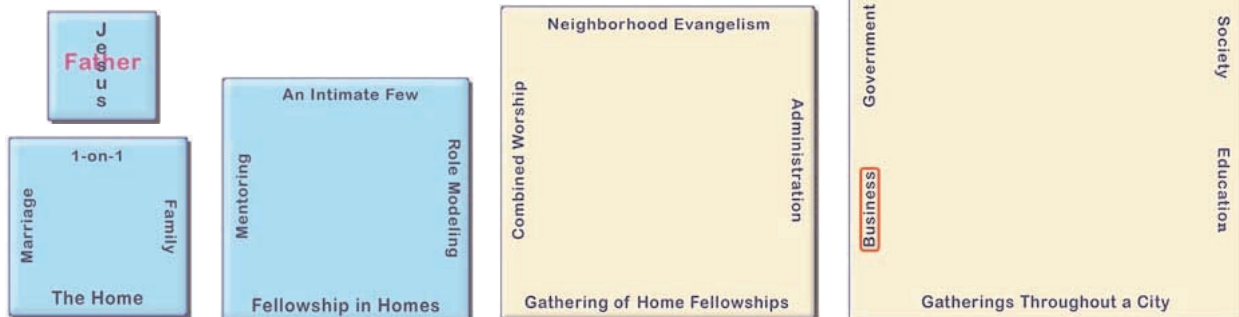 Jesus
Father
1-on-1
Marriage
Family
The Home
An Intimate Few
Mentoring
Role Modeling
Fellowship in Homes
Neighborhood Evangelism
Combined Worship
Administration
Gathering of Home Fellowships
Government
Society
Business
Education
Gatherings Throughout a City